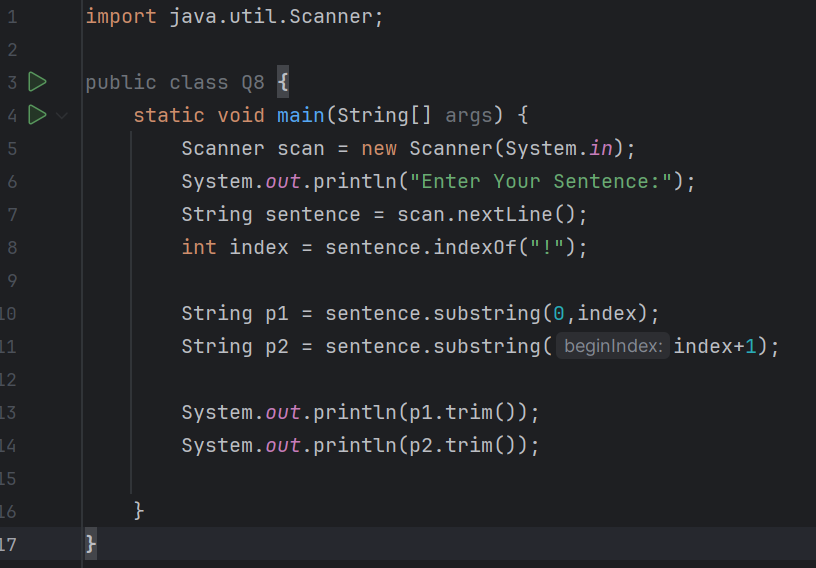 1 import java.util.Scanner;
2
3 public class Q8 {
4 static void main(String[] args) {
5 Scanner scan = new Scanner(System.in);
6 System.out.println("Enter Your Sentence:");
7 String sentence = scan.nextLine();
8 int index = sentence.indexOf("!");
9
10 String p1 = sentence.substring(0,index);
11 String p2 = sentence.substring( beginIndex: index+1);
12
13 System.out.println(p1.trim());
14 System.out.println(p2.trim());
15
16 }
17 }